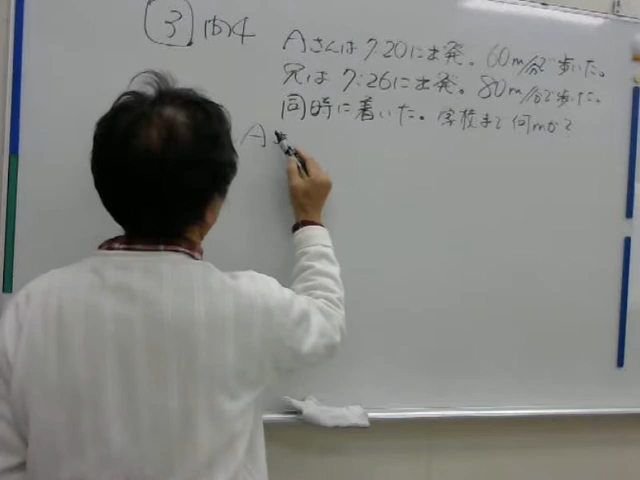 ③ 問4
Aさんは 7:20に出発。60m/分で歩いた。
兄は 7:26に出発。80m/分で歩いた。
同時に着いた。学校まで何mか?
A